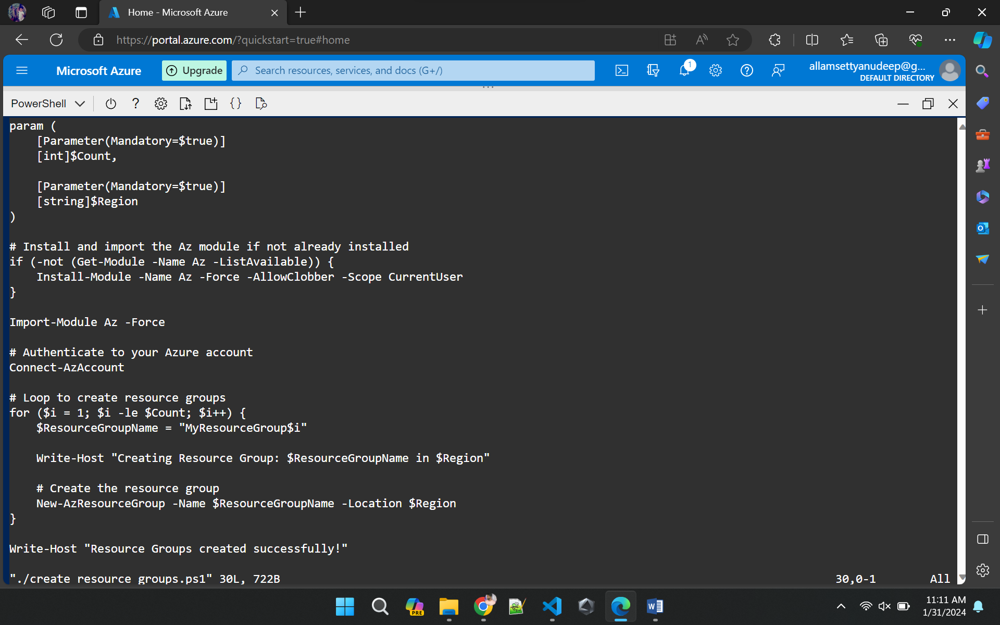 Home - Microsoft Azure
https://portal.azure.com/?quickstart=true#home
Microsoft Azure
Upgrade
Search resources, services, and docs (G+/)
1
allamsettyanudeep@g...
DEFAULT DIRECTORY
PowerShell
param (
    [Parameter(Mandatory=$true)]
    [int]$Count,
    [Parameter(Mandatory=$true)]
    [string]$Region
)
# Install and import the Az module if not already installed
if (-not (Get-Module -Name Az -ListAvailable)) {
    Install-Module -Name Az -Force -AllowClobber -Scope CurrentUser
}
Import-Module Az -Force
# Authenticate to your Azure account
Connect-AzAccount
# Loop to create resource groups
for ($i = 1; $i -le $Count; $i++) {
    $ResourceGroupName = "MyResourceGroup$i"
    Write-Host "Creating Resource Group: $ResourceGroupName in $Region"
    # Create the resource group
    New-AzResourceGroup -Name $ResourceGroupName -Location $Region
}
Write-Host "Resource Groups created successfully!"
"./create_resource_groups.ps1" 30L, 722B    30,0-1    All
PRE
11:11 AM
1/31/2024